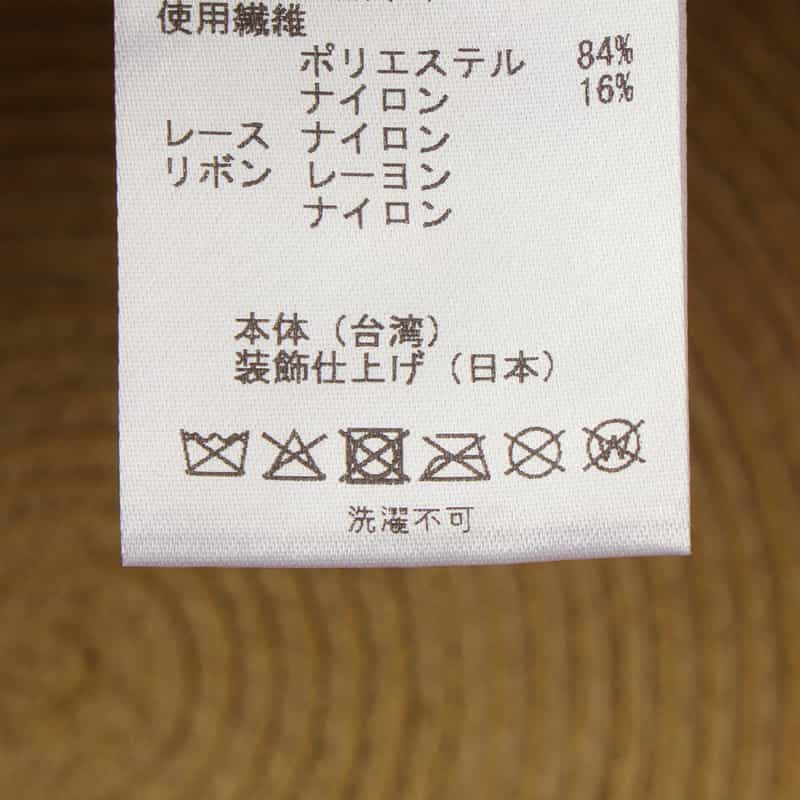 使用繊維
ポリエステル 84%
ナイロン 16%
レース ナイロン
リボン レーヨン
ナイロン
本体（台湾）
装飾仕上げ（日本）
W
洗濯不可